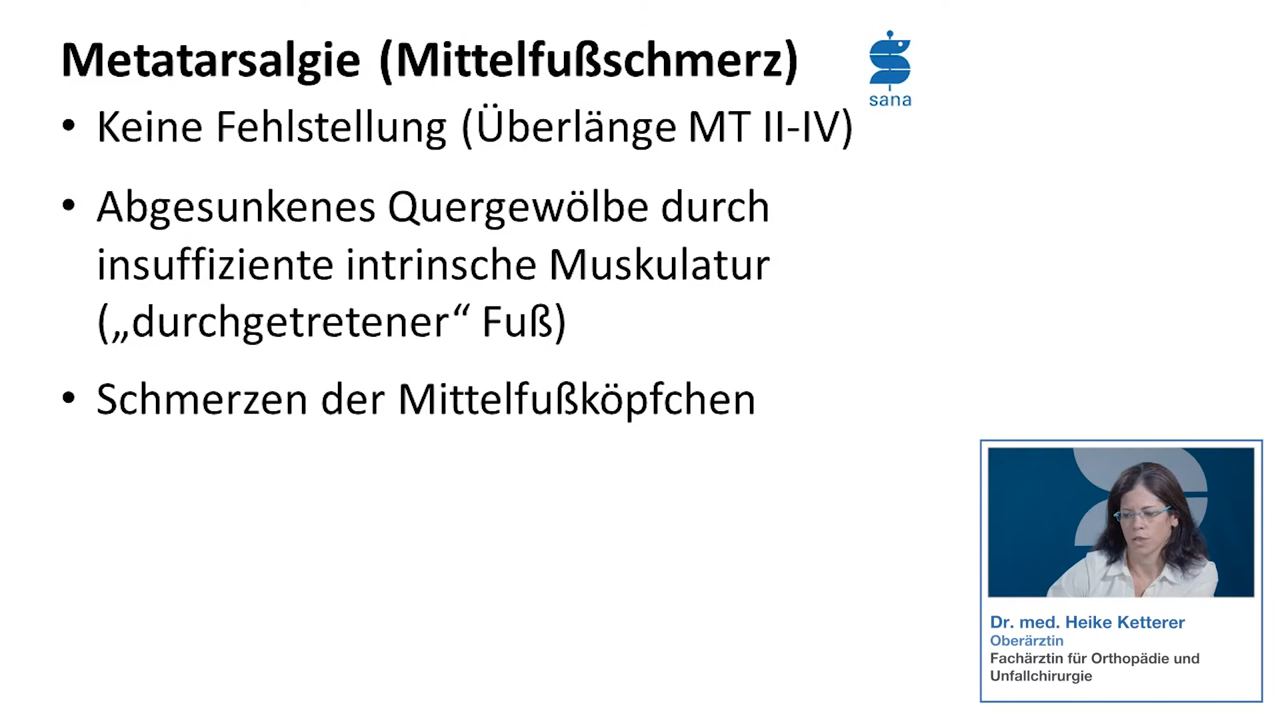 Metatarsalgie (Mittelfußschmerz)
sana
• Keine Fehlstellung (Überlänge MT II-IV)
• Abgesunkenes Quergewölbe durch
insuffiziente intrinsche Muskulatur
(„durchgetretener“ Fuß)
• Schmerzen der Mittelfußköpfchen
Dr. med. Heike Ketterer
Oberärztin
Fachärztin für Orthopädie und
Unfallchirurgie